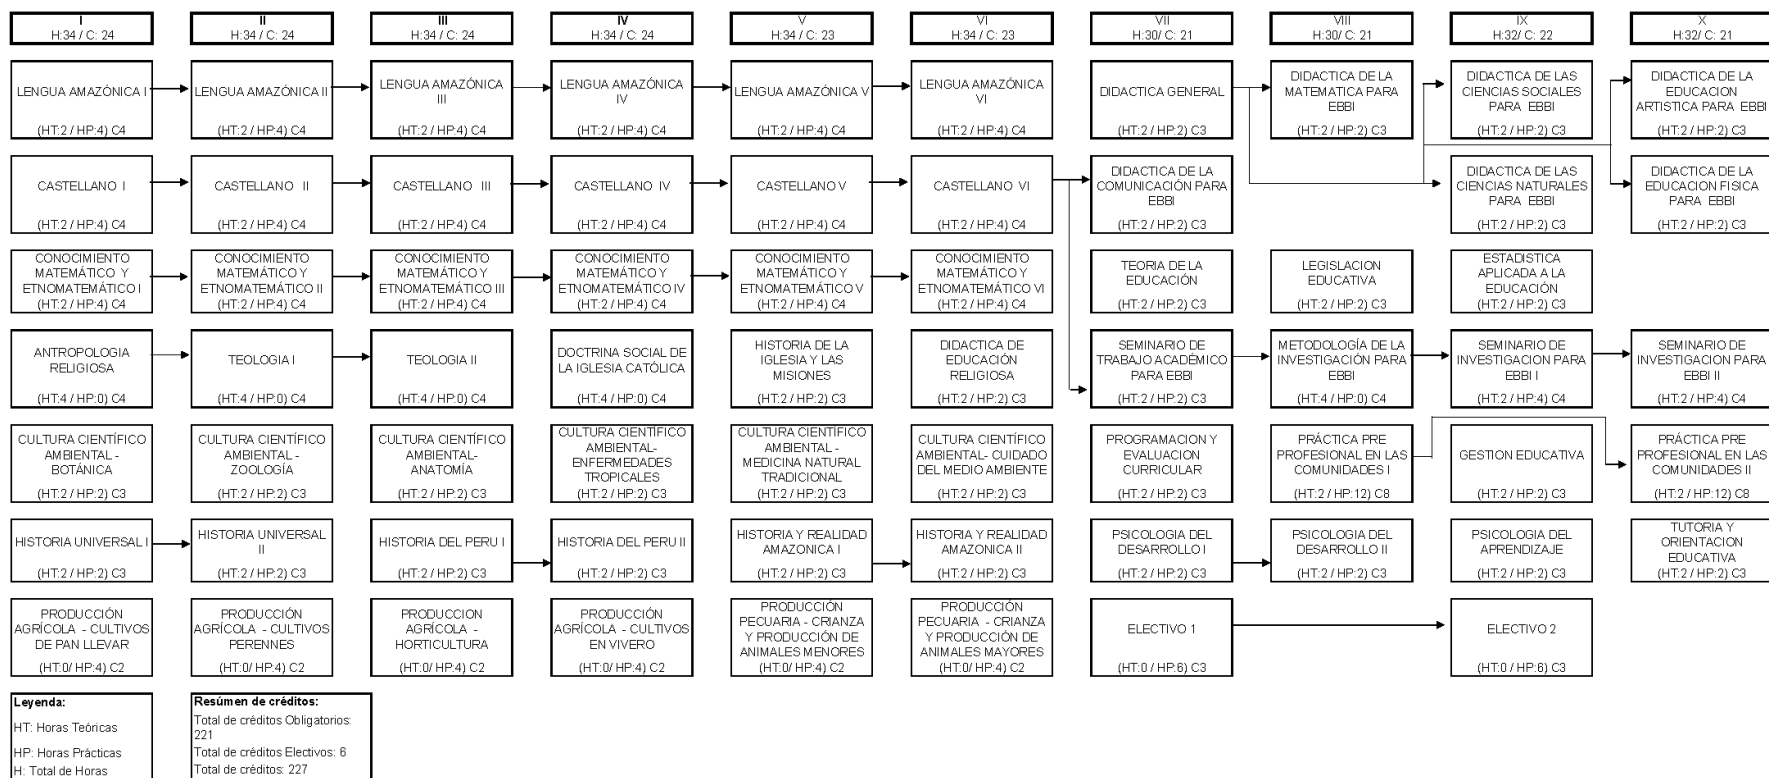 I
H:34 / C: 24
II
H:34 / C: 24
III
H:34 / C: 24
IV
H:34 / C: 24
V
H:34 / C: 23
VI
H:34 / C: 23
VII
H:30/ C: 21
VIII
H:30/ C: 21
IX
H:32/ C: 22
X
H:32/ C: 21
LENGUA AMAZÓNICA I
(HT:2 / HP:4) C4
LENGUA AMAZÓNICA II
(HT:2 / HP:4) C4
LENGUA AMAZÓNICA
III
(HT:2 / HP:4) C4
LENGUA AMAZÓNICA
IV
(HT:2 / HP:4) C4
LENGUA AMAZÓNICA V
(HT:2 / HP:4) C4
LENGUA AMAZÓNICA
VI
(HT:2 / HP:4) C4
DIDACTICA GENERAL
(HT:2 / HP:2) C3
DIDACTICA DE LA
MATEMATICA PARA
EBBI
(HT:2 / HP:2) C3
DIDACTICA DE LAS
CIENCIAS SOCIALES
PARA EBBI
(HT:2 / HP:2) C3
DIDACTICA DE LA
EDUCACION
ARTISTICA PARA EBBI
(HT:2 / HP:2) C3
CASTELLANO I
(HT:2 / HP:4) C4
CASTELLANO II
(HT:2 / HP:4) C4
CASTELLANO III
(HT:2 / HP:4) C4
CASTELLANO IV
(HT:2 / HP:4) C4
CASTELLANO V
(HT:2 / HP:4) C4
CASTELLANO VI
(HT:2 / HP:4) C4
DIDACTICA DE LA
COMUNICACIÓN PARA
EBBI
(HT:2 / HP:2) C3
DIDACTICA DE LAS
CIENCIAS NATURALES
PARA EBBI
(HT:2 / HP:2) C3
DIDACTICA DE LA
EDUCACION FISICA
PARA EBBI
(HT:2 / HP:2) C3
CONOCIMIENTO
MATEMÁTICO Y
ETNOMATEMÁTICO I
(HT:2 / HP:4) C4
CONOCIMIENTO
MATEMÁTICO Y
ETNOMATEMÁTICO II
(HT:2 / HP:4) C4
CONOCIMIENTO
MATEMÁTICO Y
ETNOMATEMÁTICO III
(HT:2 / HP:4) C4
CONOCIMIENTO
MATEMÁTICO Y
ETNOMATEMÁTICO IV
(HT:2 / HP:4) C4
CONOCIMIENTO
MATEMÁTICO Y
ETNOMATEMÁTICO V
(HT:2 / HP:4) C4
CONOCIMIENTO
MATEMÁTICO Y
ETNOMATEMÁTICO VI
(HT:2 / HP:4) C4
TEORIA DE LA
EDUCACIÓN
(HT:2 / HP:2) C3
LEGISLACION
EDUCATIVA
(HT:2 / HP:2) C3
ESTADISTICA
APLICADA A LA
EDUCACIÓN
(HT:2 / HP:2) C3
ANTROPOLOGIA
RELIGIOSA
(HT:4 / HP:0) C4
TEOLOGIA I
(HT:4 / HP:0) C4
TEOLOGIA II
(HT:4 / HP:0) C4
DOCTRINA SOCIAL DE
LA IGLESIA CATÓLICA
(HT:4 / HP:0) C4
HISTORIA DE LA
IGLESIA Y LAS
MISIONES
(HT:2 / HP:2) C3
DIDACTICA DE
EDUCACIÓN
RELIGIOSA
(HT:2 / HP:2) C3
SEMINARIO DE
TRABAJO ACADÉMICO
PARA EBBI
(HT:2 / HP:2) C3
METODOLOGÍA DE LA
INVESTIGACIÓN PARA
EBBI
(HT:4 / HP:0) C4
SEMINARIO DE
INVESTIGACION PARA
EBBI I
(HT:2 / HP:4) C4
SEMINARIO DE
INVESTIGACION PARA
EBBI II
(HT:2 / HP:4) C4
CULTURA CIENTÍFICO
AMBIENTAL -
BOTÁNICA
(HT:2 / HP:2) C3
CULTURA CIENTÍFICO
AMBIENTAL -
ZOOLOGÍA
(HT:2 / HP:2) C3
CULTURA CIENTÍFICO
AMBIENTAL-
ANATOMÍA
(HT:2 / HP:2) C3
CULTURA CIENTÍFICO
AMBIENTAL-
ENFERMEDADES
TROPICALES
(HT:2 / HP:2) C3
CULTURA CIENTÍFICO
AMBIENTAL -
MEDICINA NATURAL
TRADICIONAL
(HT:2 / HP:2) C3
CULTURA CIENTÍFICO
AMBIENTAL- CUIDADO
DEL MEDIO AMBIENTE
(HT:2 / HP:2) C3
PROGRAMACION Y
EVALUACION
CURRICULAR
(HT:2 / HP:2) C3
PRÁCTICA PRE
PROFESIONAL EN LAS
COMUNIDADES I
(HT:2 / HP:12) C8
GESTION EDUCATIVA
(HT:2 / HP:2) C3
PRÁCTICA PRE
PROFESIONAL EN LAS
COMUNIDADES II
(HT:2 / HP:12) C8
HISTORIA UNIVERSAL I
(HT:2 / HP:2) C3
HISTORIA UNIVERSAL
II
(HT:2 / HP:2) C3
HISTORIA DEL PERU I
(HT:2 / HP:2) C3
HISTORIA DEL PERU II
(HT:2 / HP:2) C3
HISTORIA Y REALIDAD
AMAZONICA I
(HT:2 / HP:2) C3
HISTORIA Y REALIDAD
AMAZONICA II
(HT:2 / HP:2) C3
PSICOLOGIA DEL
DESARROLLO I
(HT:2 / HP:2) C3
PSICOLOGIA DEL
DESARROLLO II
(HT:2 / HP:2) C3
PSICOLOGIA DEL
APRENDIZAJE
(HT:2 / HP:2) C3
TUTORIA Y
ORIENTACION
EDUCATIVA
(HT:2 / HP:2) C3
PRODUCCIÓN
AGRÍCOLA - CULTIVOS
DE PAN LLEVAR
(HT:0/ HP:4) C2
PRODUCCIÓN
AGRÍCOLA - CULTIVOS
PERENNES
(HT:0/ HP:4) C2
PRODUCCION
AGRÍCOLA -
HORTICULTURA
(HT:0/ HP:4) C2
PRODUCCIÓN
AGRÍCOLA - CULTIVOS
EN VIVERO
(HT:0/ HP:4) C2
PRODUCCIÓN
PECUARIA - CRIANZA
Y PRODUCCIÓN DE
ANIMALES MENORES
(HT:0/ HP:4) C2
PRODUCCIÓN
PECUARIA - CRIANZA
Y PRODUCCIÓN DE
ANIMALES MAYORES
(HT:0/ HP:4) C2
ELECTIVO 1
(HT:0 / HP:6) C3
ELECTIVO 2
(HT:0 / HP:6) C3
Leyenda:
HT: Horas Teóricas
HP: Horas Prácticas
H: Total de Horas
Resúmen de créditos:
Total de créditos Obligatorios:
221
Total de créditos Electivos: 6
Total de créditos: 227